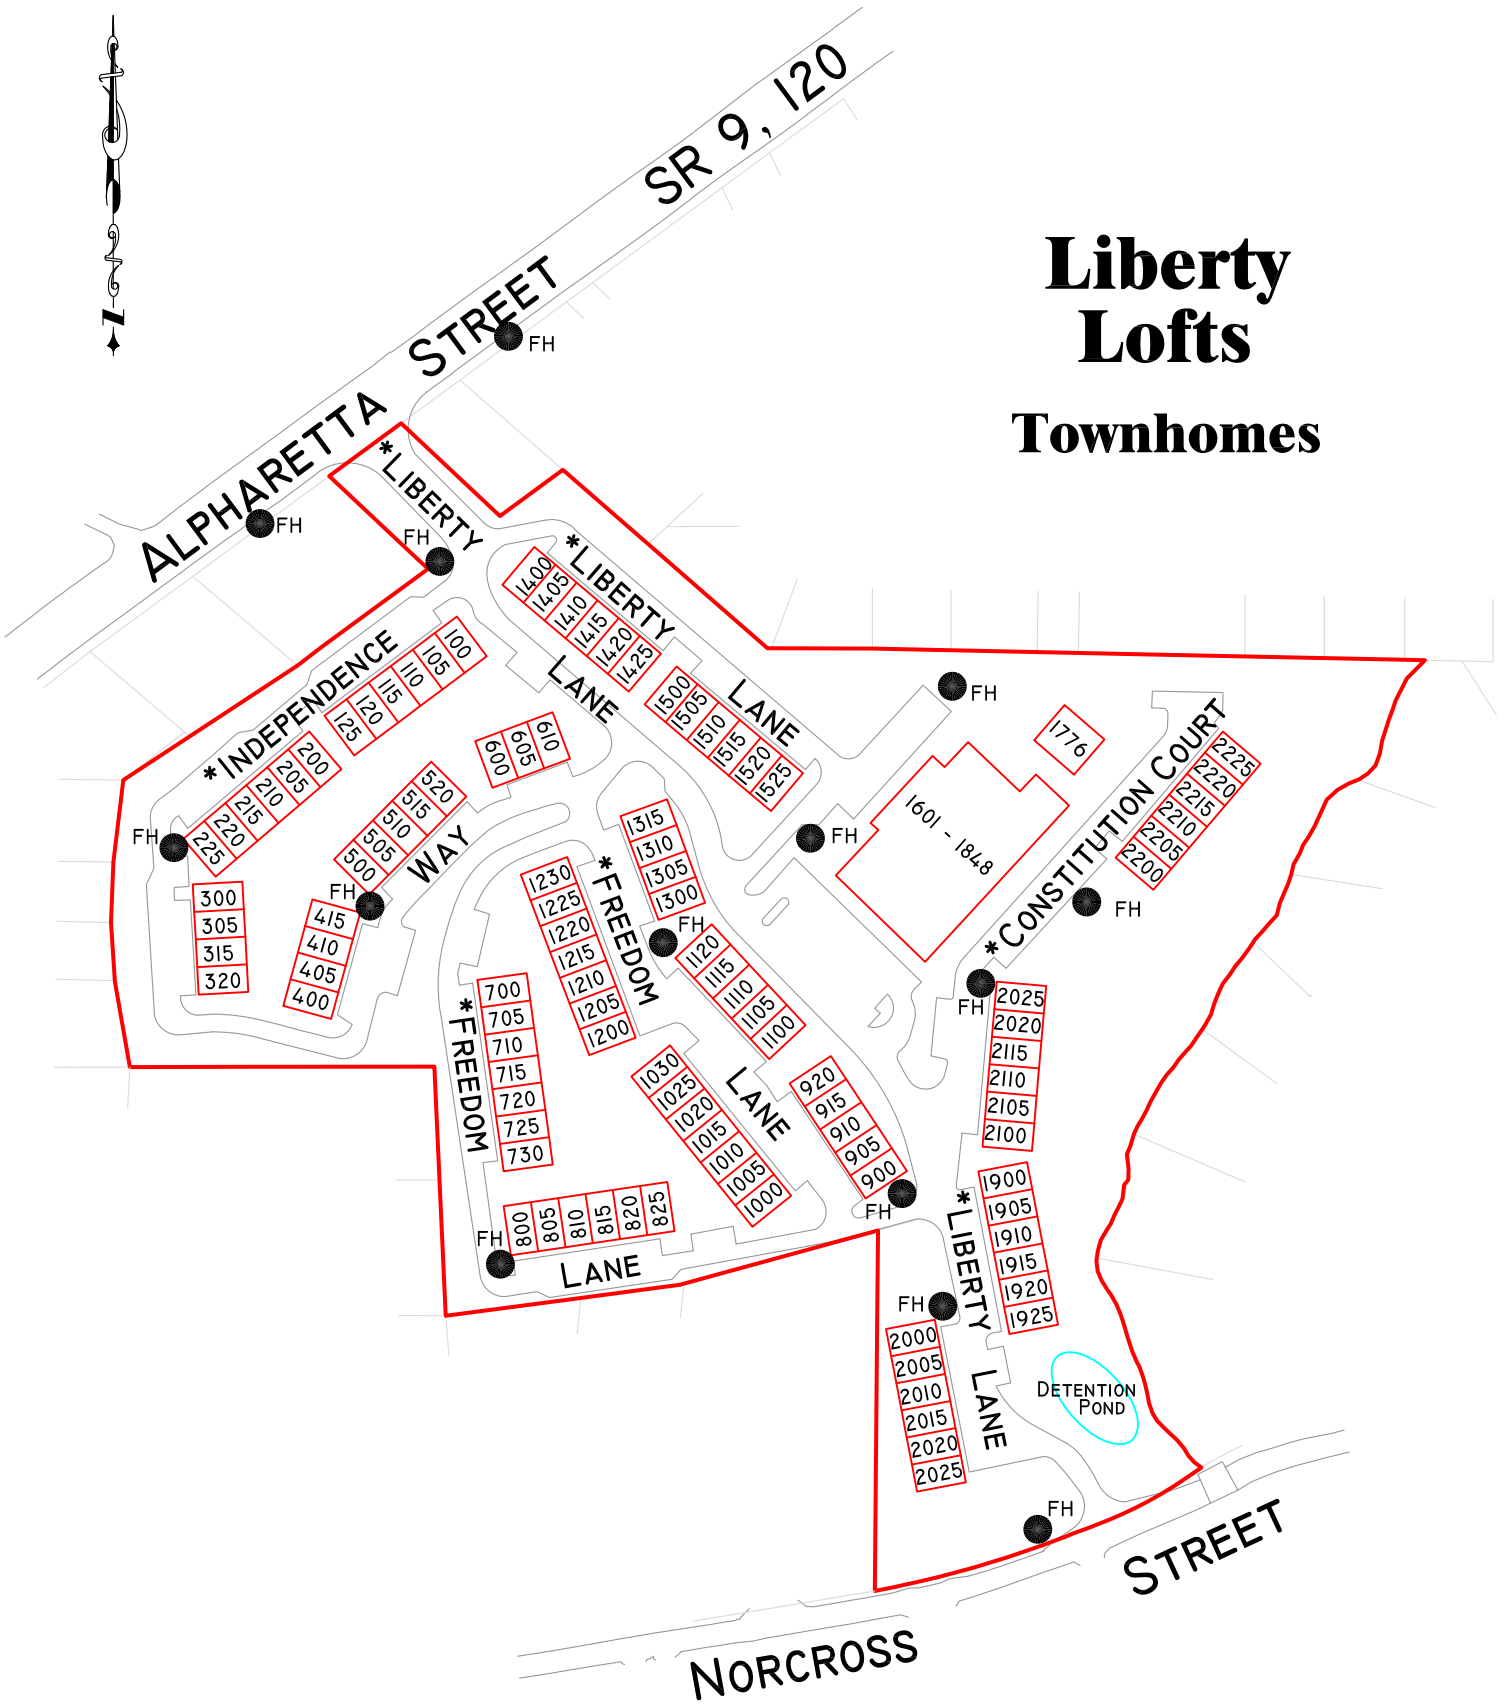 SR 9, 120
Liberty
Lofts
Townhomes
ALPHARETTA STREET
N
FH
FH
FH
*LIBERTY
*LIBERTY
LANE
LANE
1400
1405
1410
1415
1420
1425
1500
1505
1510
1515
1520
1525
*INDEPENDENCE
WAY
100
105
110
115
120
125
200
205
210
215
220
225
FH
300
305
315
320
400
405
410
415
FH
500
505
510
515
520
600
605
610
FH
FH
1776
1601 - 1848
*CONSTITUTION COURT
2225
2220
2215
2210
2205
2200
FH
FH
1315
1310
1305
1300
FH
*FREEDOM
LANE
1230
1225
1220
1215
1210
1205
1200
1120
1115
1110
1105
1100
1030
1025
1020
1015
1010
1005
1000
920
915
910
905
900
FH
*FREEDOM
LANE
700
705
710
715
720
725
730
800
805
810
815
820
825
FH
2025
2020
2115
2110
2105
2100
1900
1905
1910
1915
1920
1925
*LIBERTY
LANE
FH
2000
2005
2010
2015
2020
2025
DETENTION
POND
FH
NORCROSS STREET